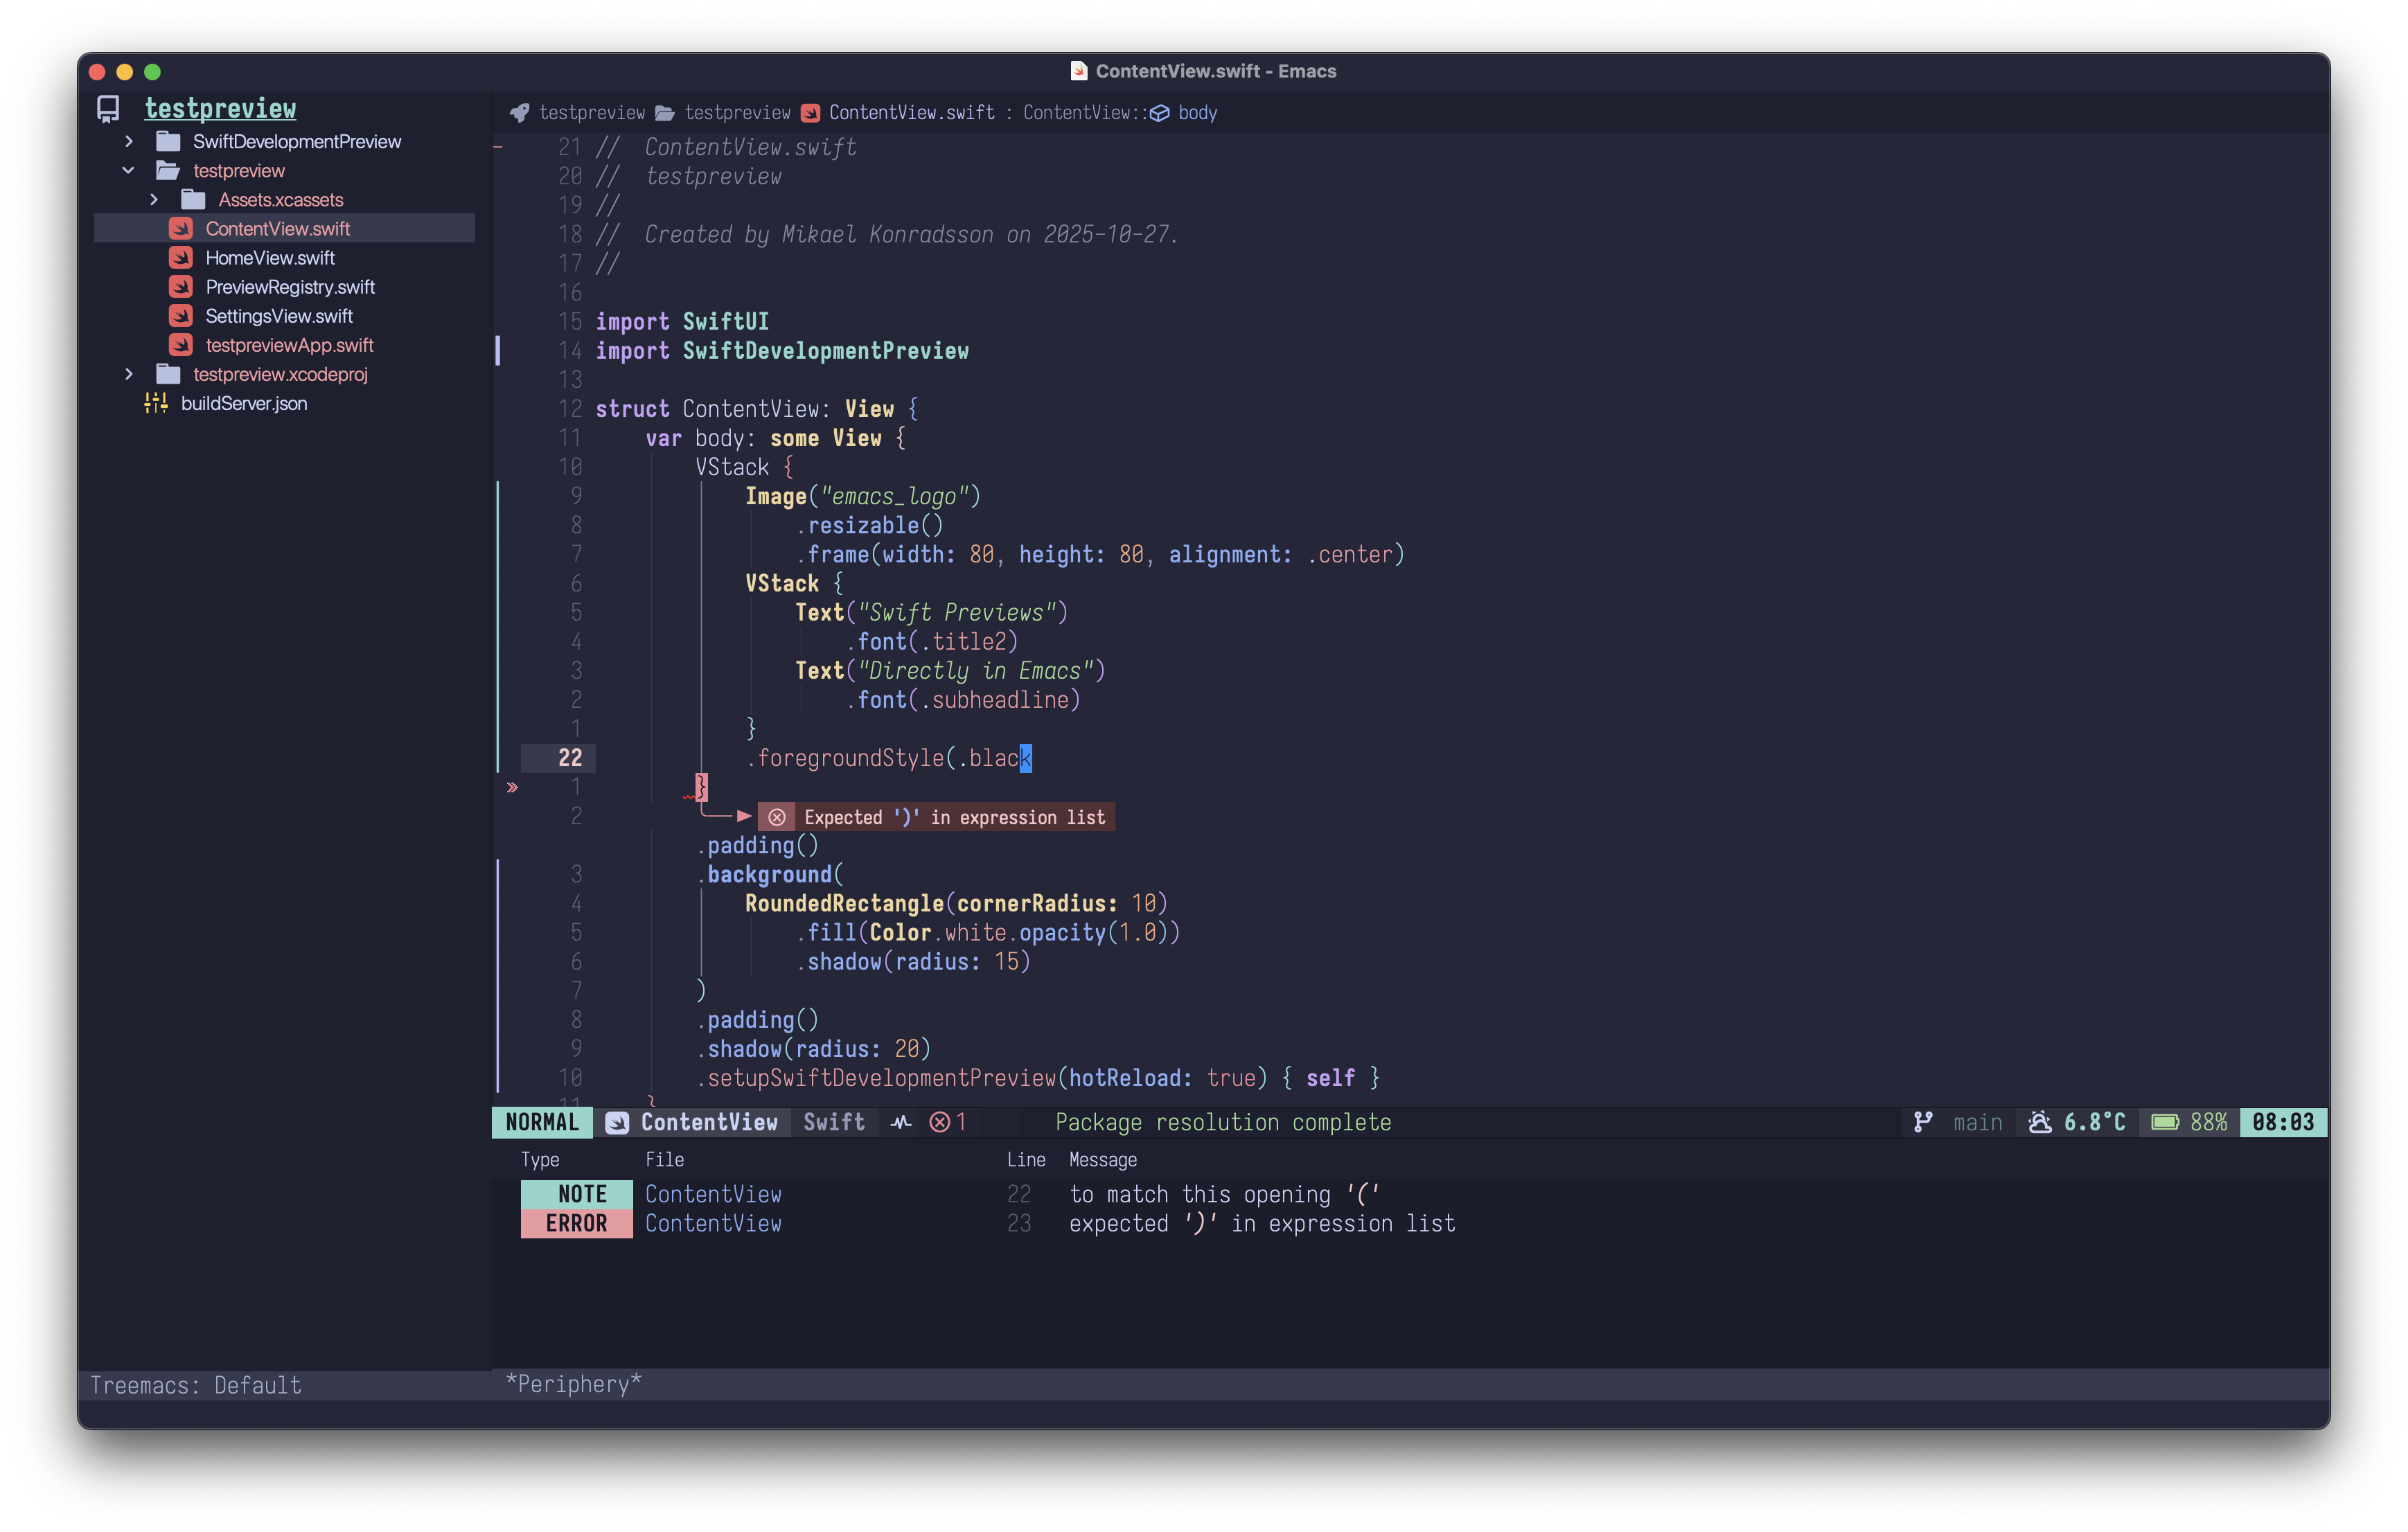 ContentView.swift - Emacs
testpreview
SwiftDevelopmentPreview
testpreview
Assets.xcassets
ContentView.swift
HomeView.swift
PreviewRegistry.swift
SettingsView.swift
testpreviewApp.swift
testpreview.xcodeproj
buildServer.json
Treemacs: Default
testpreview testpreview ContentView.swift : ContentView:: body
21 //  ContentView.swift
20 //  testpreview
19 //
18 //  Created by Mikael Konradsson on 2025-10-27.
17 //
16
15 import SwiftUI
14 import SwiftDevelopmentPreview
13
12 struct ContentView: View {
11     var body: some View {
10         VStack {
9             Image("emacs_logo")
8                 .resizable()
7                 .frame(width: 80, height: 80, alignment: .center)
6             VStack {
5                 Text("Swift Previews")
4                     .font(.title2)
3                 Text("Directly in Emacs")
2                     .font(.subheadline)
1             }
22             .foregroundStyle(.black
» 1         }
2 Expected ')' in expression list
        .padding()
3         .background(
4             RoundedRectangle(cornerRadius: 10)
5                 .fill(Color.white.opacity(1.0))
6                 .shadow(radius: 15)
7         )
8         .padding()
9         .shadow(radius: 20)
10         .setupSwiftDevelopmentPreview(hotReload: true) { self }
11     }
NORMAL ContentView Swift 1 Package resolution complete main 6.8°C 88% 08:03
Type File Line Message
NOTE ContentView 22 to match this opening '('
ERROR ContentView 23 expected ')' in expression list
*Periphery*